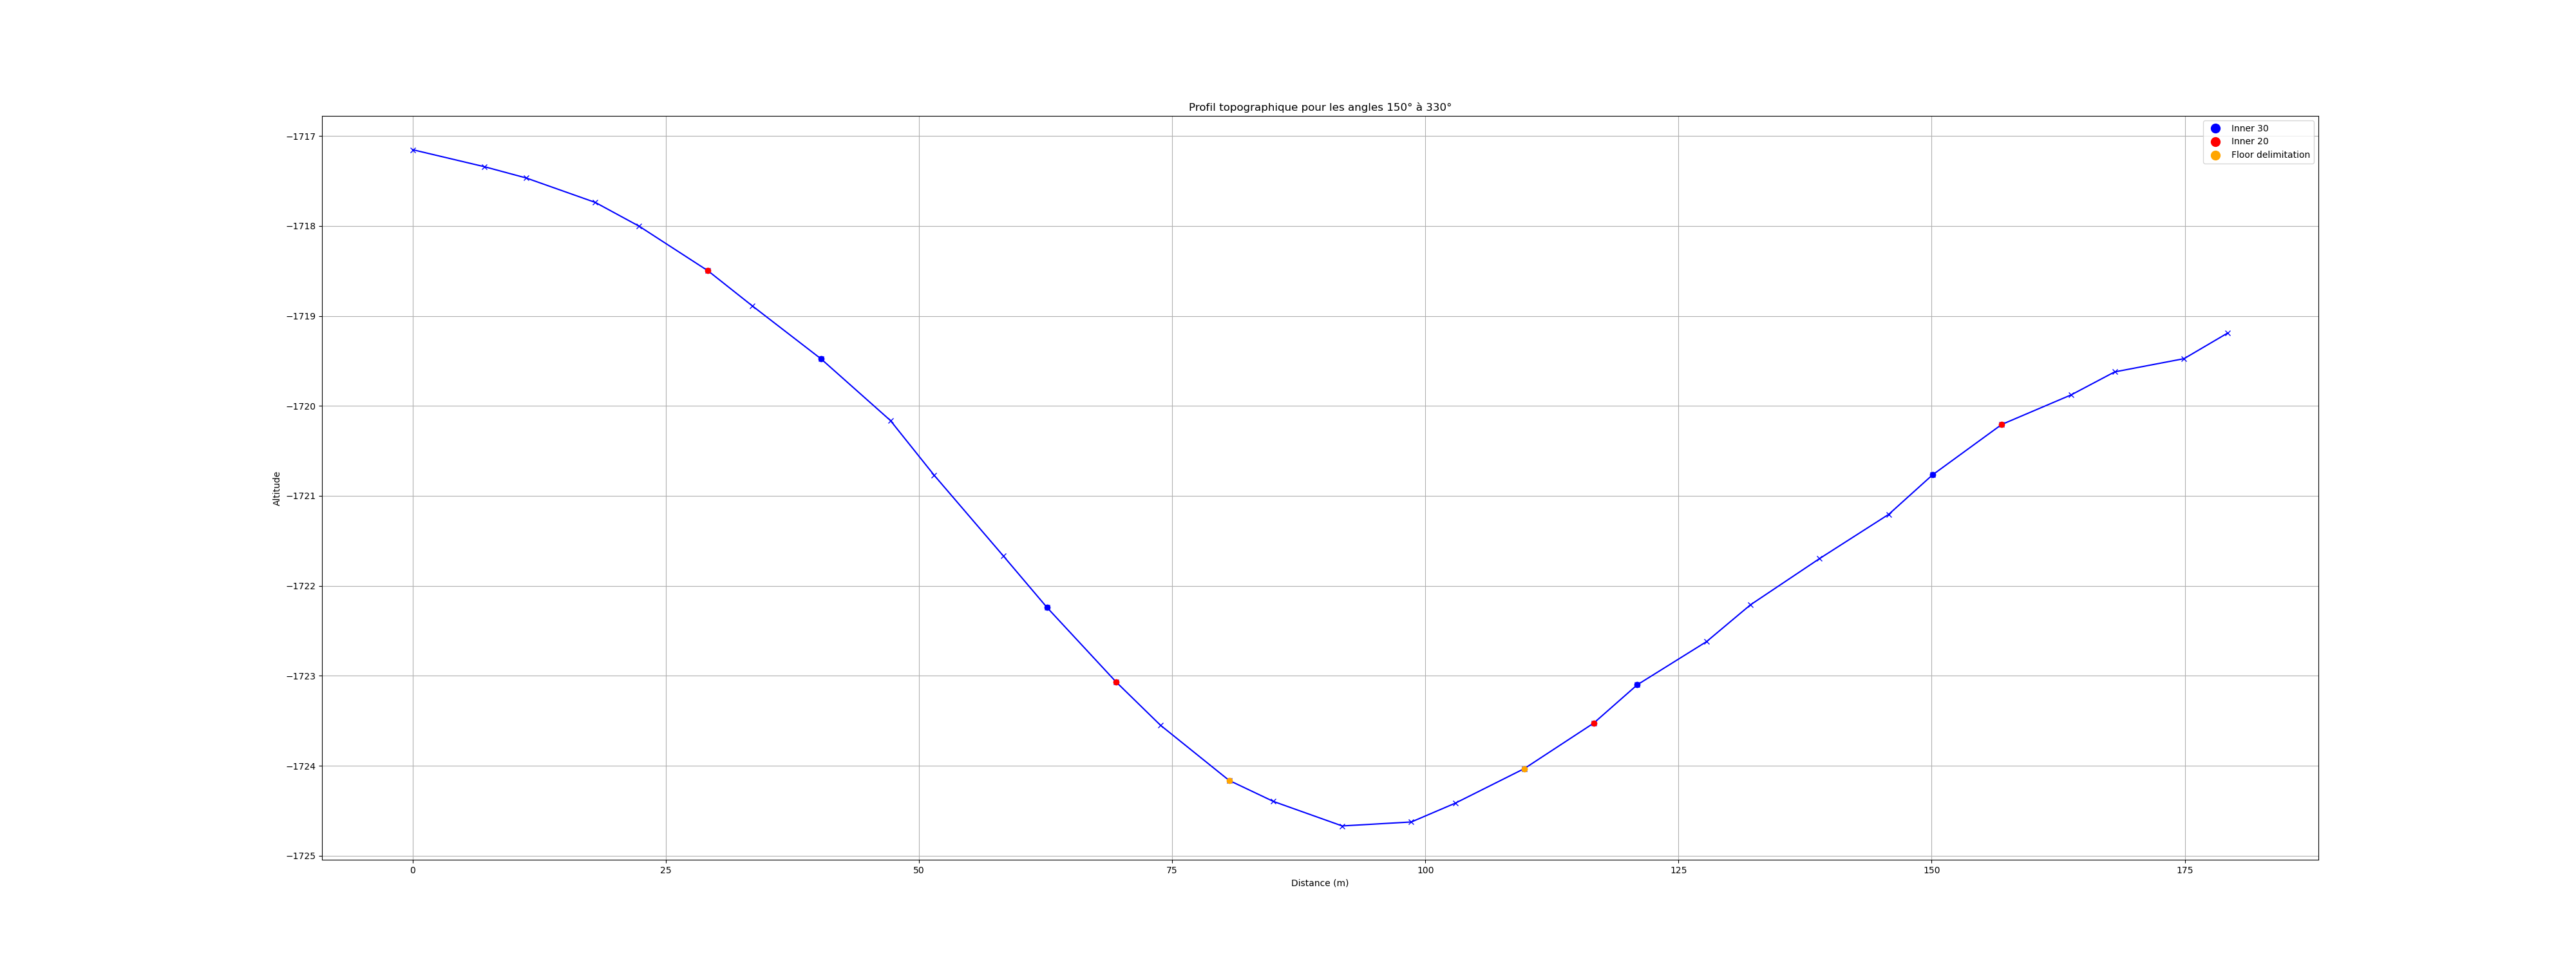 Profil topographique pour les angles 150° à 330°
Inner 30
Inner 20
Floor delimitation
−1717
−1718
−1719
−1720
−1721
−1722
−1723
−1724
−1725
Altitude
0 25 50 75 100 125 150 175
Distance (m)